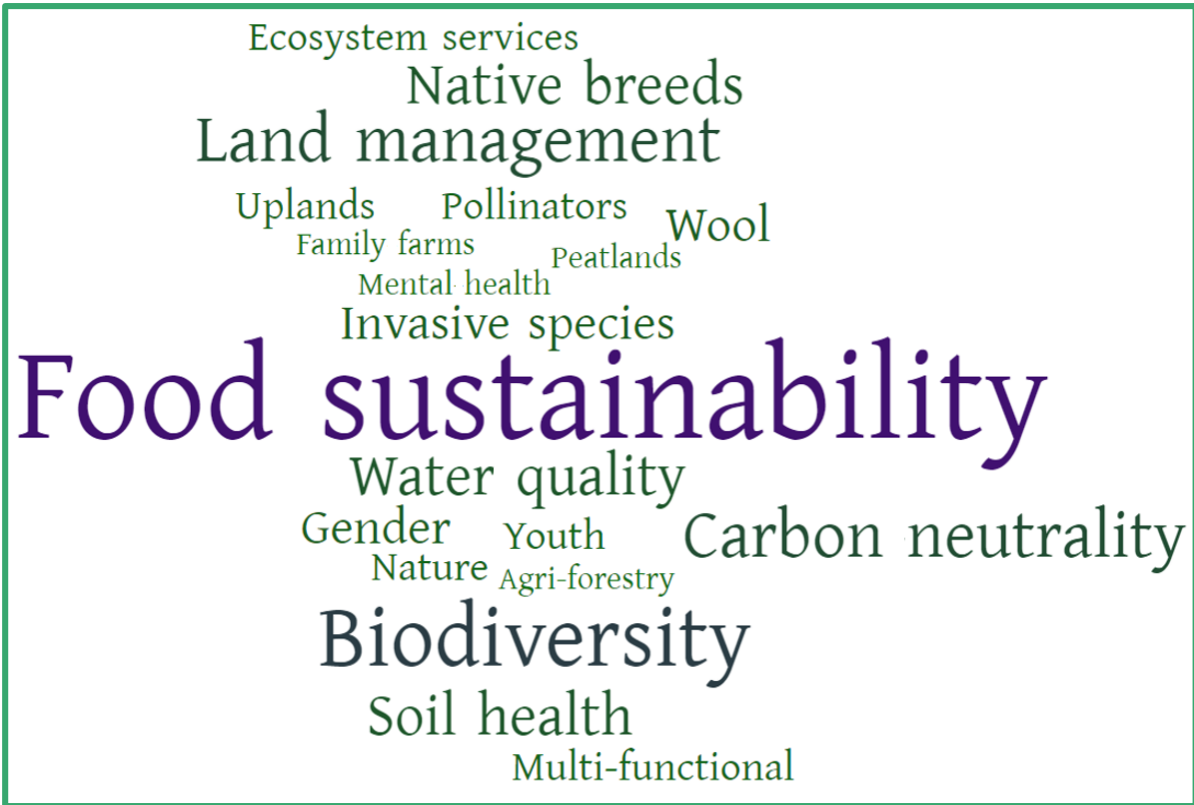 Ecosystem services
Native breeds
Land management
Uplands
Pollinators
Wool
Family farms
Peatlands
Mental health
Invasive species
Food sustainability
Water quality
Gender
Youth
Carbon neutrality
Nature
Agri-forestry
Biodiversity
Soil health
Multi-functional